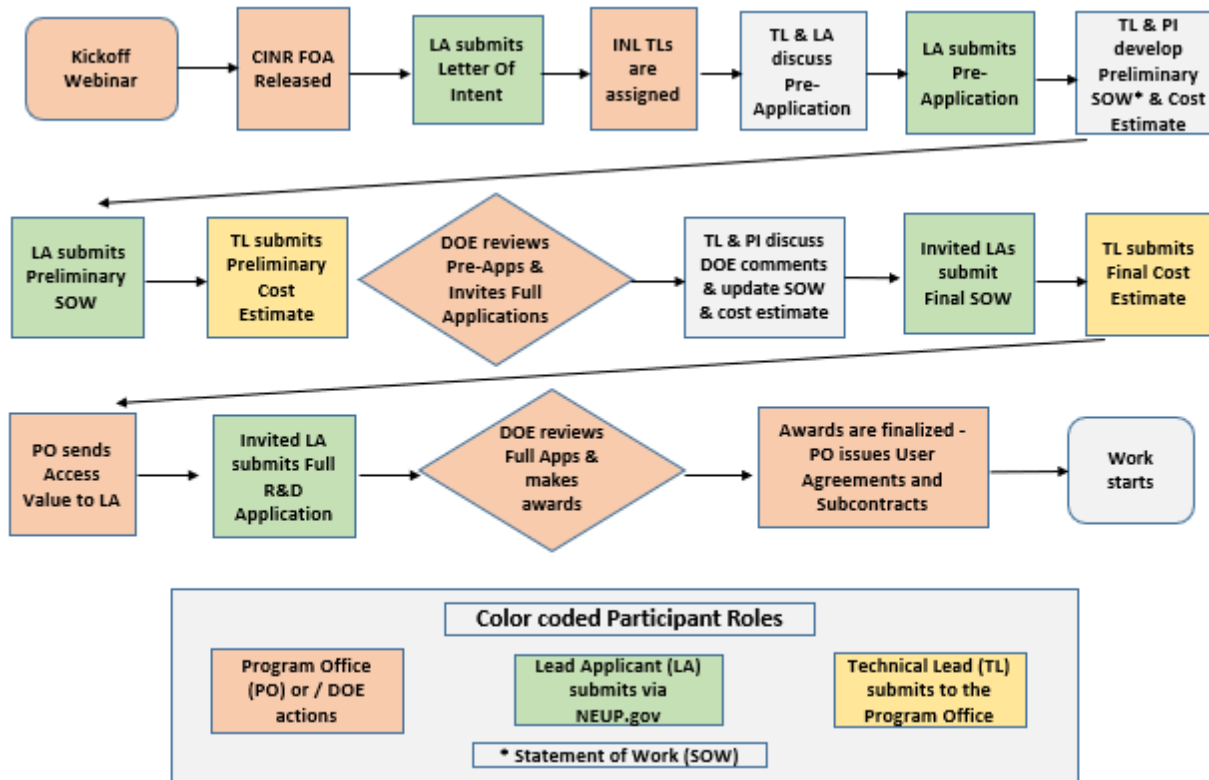 Kickoff
Webinar
CINR FOA
Released
LA submits
Letter Of
Intent
INL TLs
are
assigned
TL & LA
discuss
Pre-
Application
LA submits
Pre-
Application
TL & PI
develop
Preliminary
SOW* & Cost
Estimate
LA submits
Preliminary
SOW
TL submits
Preliminary
Cost
Estimate
DOE reviews
Pre-Apps &
Invites Full
Applications
TL & PI discuss
DOE comments
& update SOW
& cost estimate
Invited LAs
submit
Final SOW
TL submits
Final Cost
Estimate
PO sends
Access
Value to LA
Invited LA
submits Full
R&D
Application
DOE reviews
Full Apps &
makes
awards
Awards are finalized -
PO issues User
Agreements and
Subcontracts
Work
starts
Color coded Participant Roles
Program Office
(PO) or / DOE
actions
Lead Applicant (LA)
submits via
NEUP.gov
Technical Lead (TL)
submits to the
Program Office
* Statement of Work (SOW)